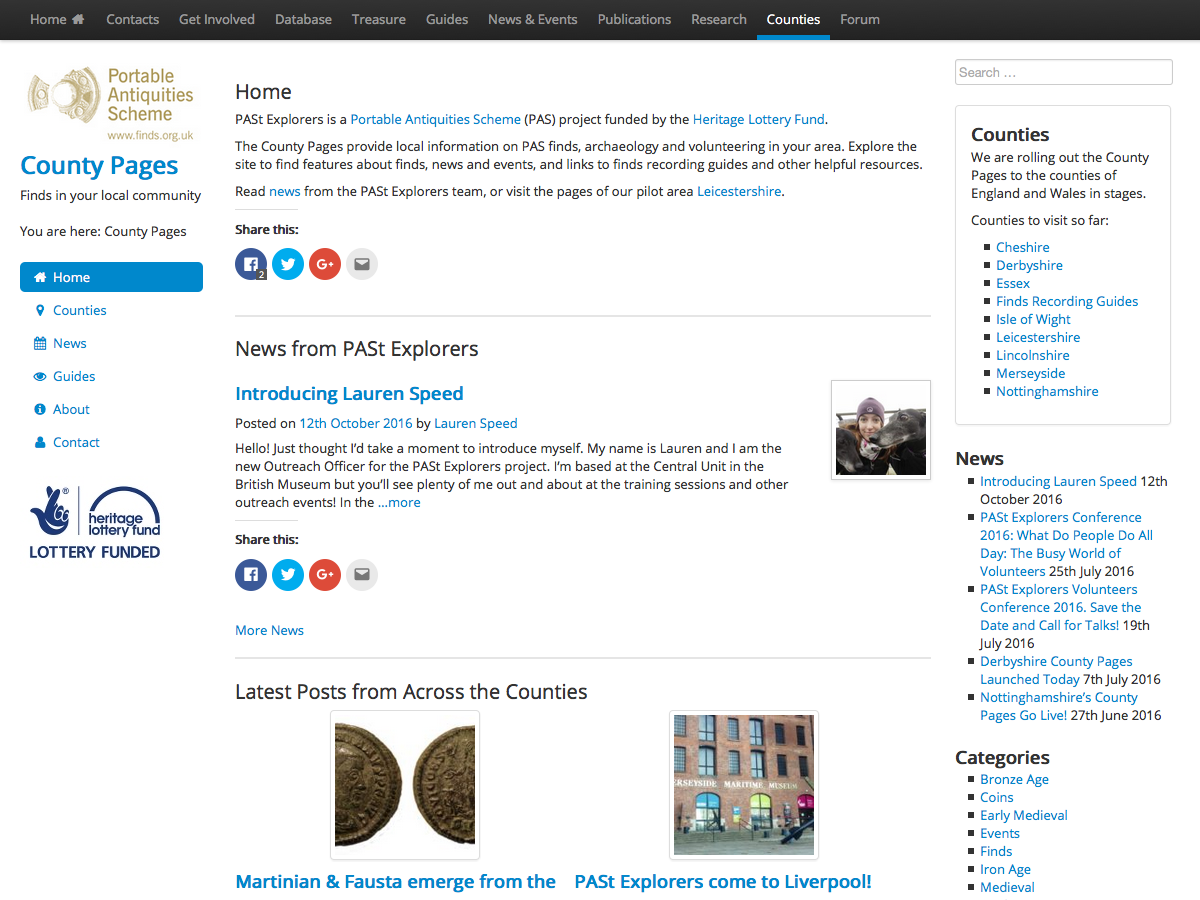 Home Contacts Get Involved Database Treasure Guides News & Events Publications Research Counties Forum
Portable
Antiquities
Scheme
www.finds.org.uk
County Pages
Finds in your local community
You are here: County Pages
Home
Counties
News
Guides
About
Contact
heritage
lottery fund
LOTTERY FUNDED
Home
PASt Explorers is a Portable Antiquities Scheme (PAS) project funded by the Heritage Lottery Fund.
The County Pages provide local information on PAS finds, archaeology and volunteering in your area. Explore the
site to find features about finds, news and events, and links to finds recording guides and other helpful resources.
Read news from the PASt Explorers team, or visit the pages of our pilot area Leicestershire.
Share this:
2
News from PASt Explorers
Introducing Lauren Speed
Posted on 12th October 2016 by Lauren Speed
Hello! Just thought I’d take a moment to introduce myself. My name is Lauren and I am the
new Outreach Officer for the PASt Explorers project. I’m based at the Central Unit in the
British Museum but you’ll see plenty of me out and about at the training sessions and other
outreach events! In the ...more
Share this:
More News
Latest Posts from Across the Counties
ERSEYSIDE MARITIME MUSEUM
Martinian & Fausta emerge from the
PASt Explorers come to Liverpool!
Search …
Counties
We are rolling out the County
Pages to the counties of
England and Wales in stages.
Counties to visit so far:
Cheshire
Derbyshire
Essex
Finds Recording Guides
Isle of Wight
Leicestershire
Lincolnshire
Merseyside
Nottinghamshire
News
Introducing Lauren Speed 12th
October 2016
PASt Explorers Conference
2016: What Do People Do All
Day: The Busy World of
Volunteers 25th July 2016
PASt Explorers Volunteers
Conference 2016. Save the
Date and Call for Talks! 19th
July 2016
Derbyshire County Pages
Launched Today 7th July 2016
Nottinghamshire’s County
Pages Go Live! 27th June 2016
Categories
Bronze Age
Coins
Early Medieval
Events
Finds
Iron Age
Medieval